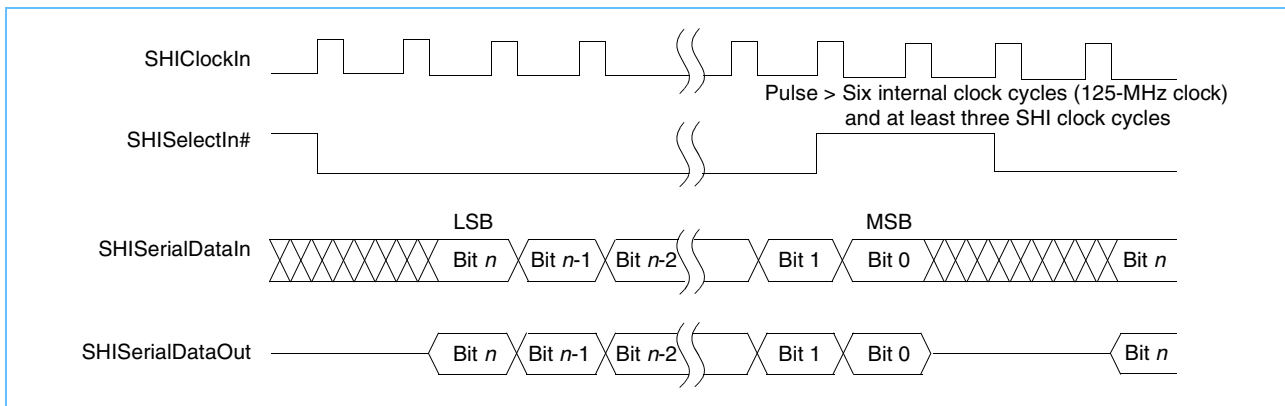 SHIClockIn
Pulse > Six internal clock cycles (125-MHz clock)
and at least three SHI clock cycles
SHISelectIn#
LSB MSB
SHISerialDataIn Bit n Bit n-1 Bit n-2 Bit 1 Bit 0 Bit n
SHISerialDataOut Bit n Bit n-1 Bit n-2 Bit 1 Bit 0 Bit n